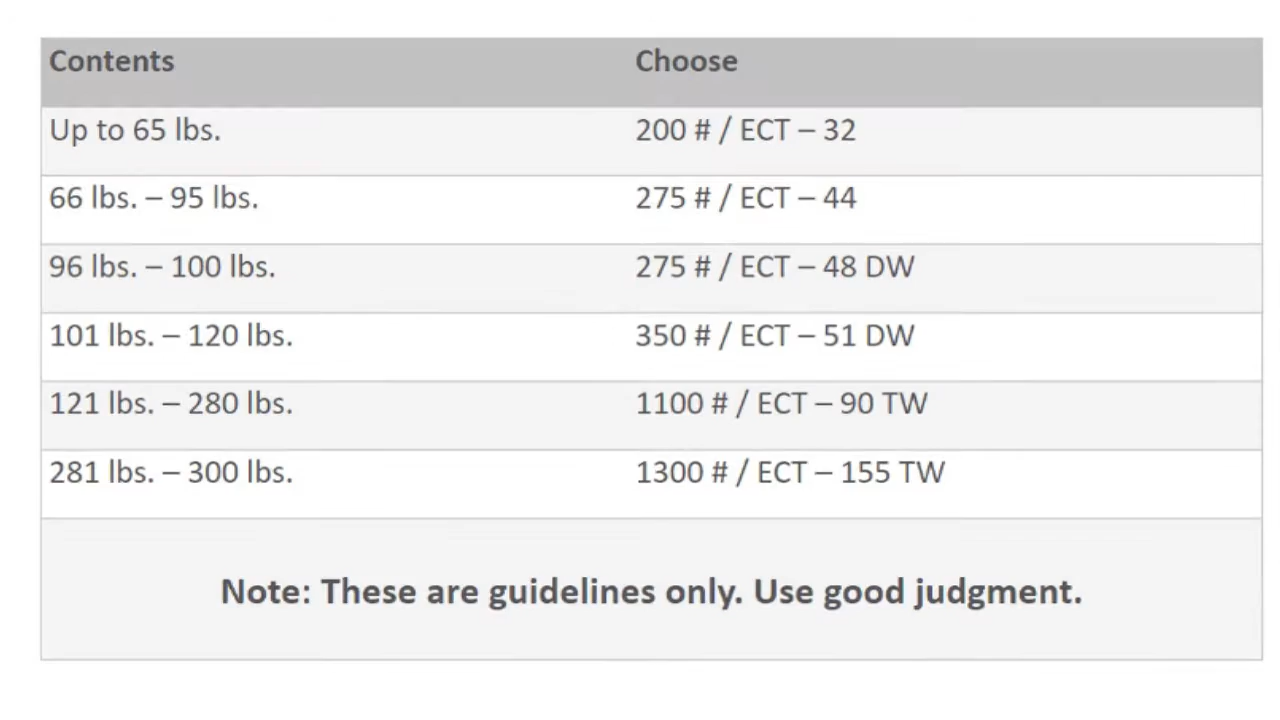 Contents Choose
Up to 65 lbs. 200 # / ECT – 32
66 lbs. – 95 lbs. 275 # / ECT – 44
96 lbs. – 100 lbs. 275 # / ECT – 48 DW
101 lbs. – 120 lbs. 350 # / ECT – 51 DW
121 lbs. – 280 lbs. 1100 # / ECT – 90 TW
281 lbs. – 300 lbs. 1300 # / ECT – 155 TW
Note: These are guidelines only. Use good judgment.